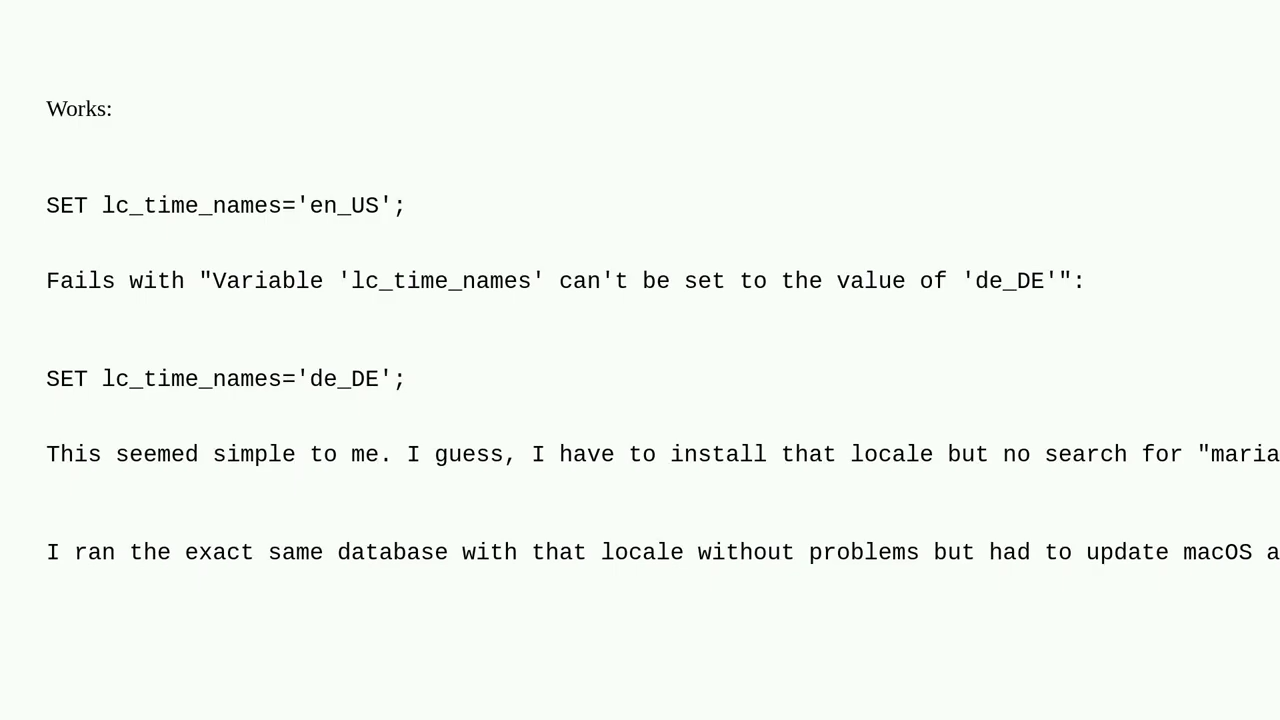 Works:
SET lc_time_names='en_US';
Fails with "Variable 'lc_time_names' can't be set to the value of 'de_DE'":
SET lc_time_names='de_DE';
This seemed simple to me. I guess, I have to install that locale but no search for "maria
I ran the exact same database with that locale without problems but had to update macOS a